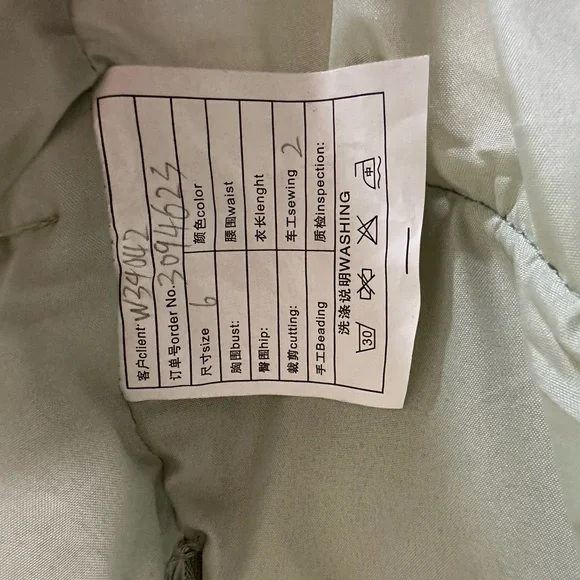 客户client: W34042
订单号order No. 3094623
尺寸size 6 颜色color
胸围bust: 腰围waist
臀围hip: 衣长lenght
裁剪cutting: 车工sewing 2
手工Beading 质检inspection:
洗涤说明WASHING
30